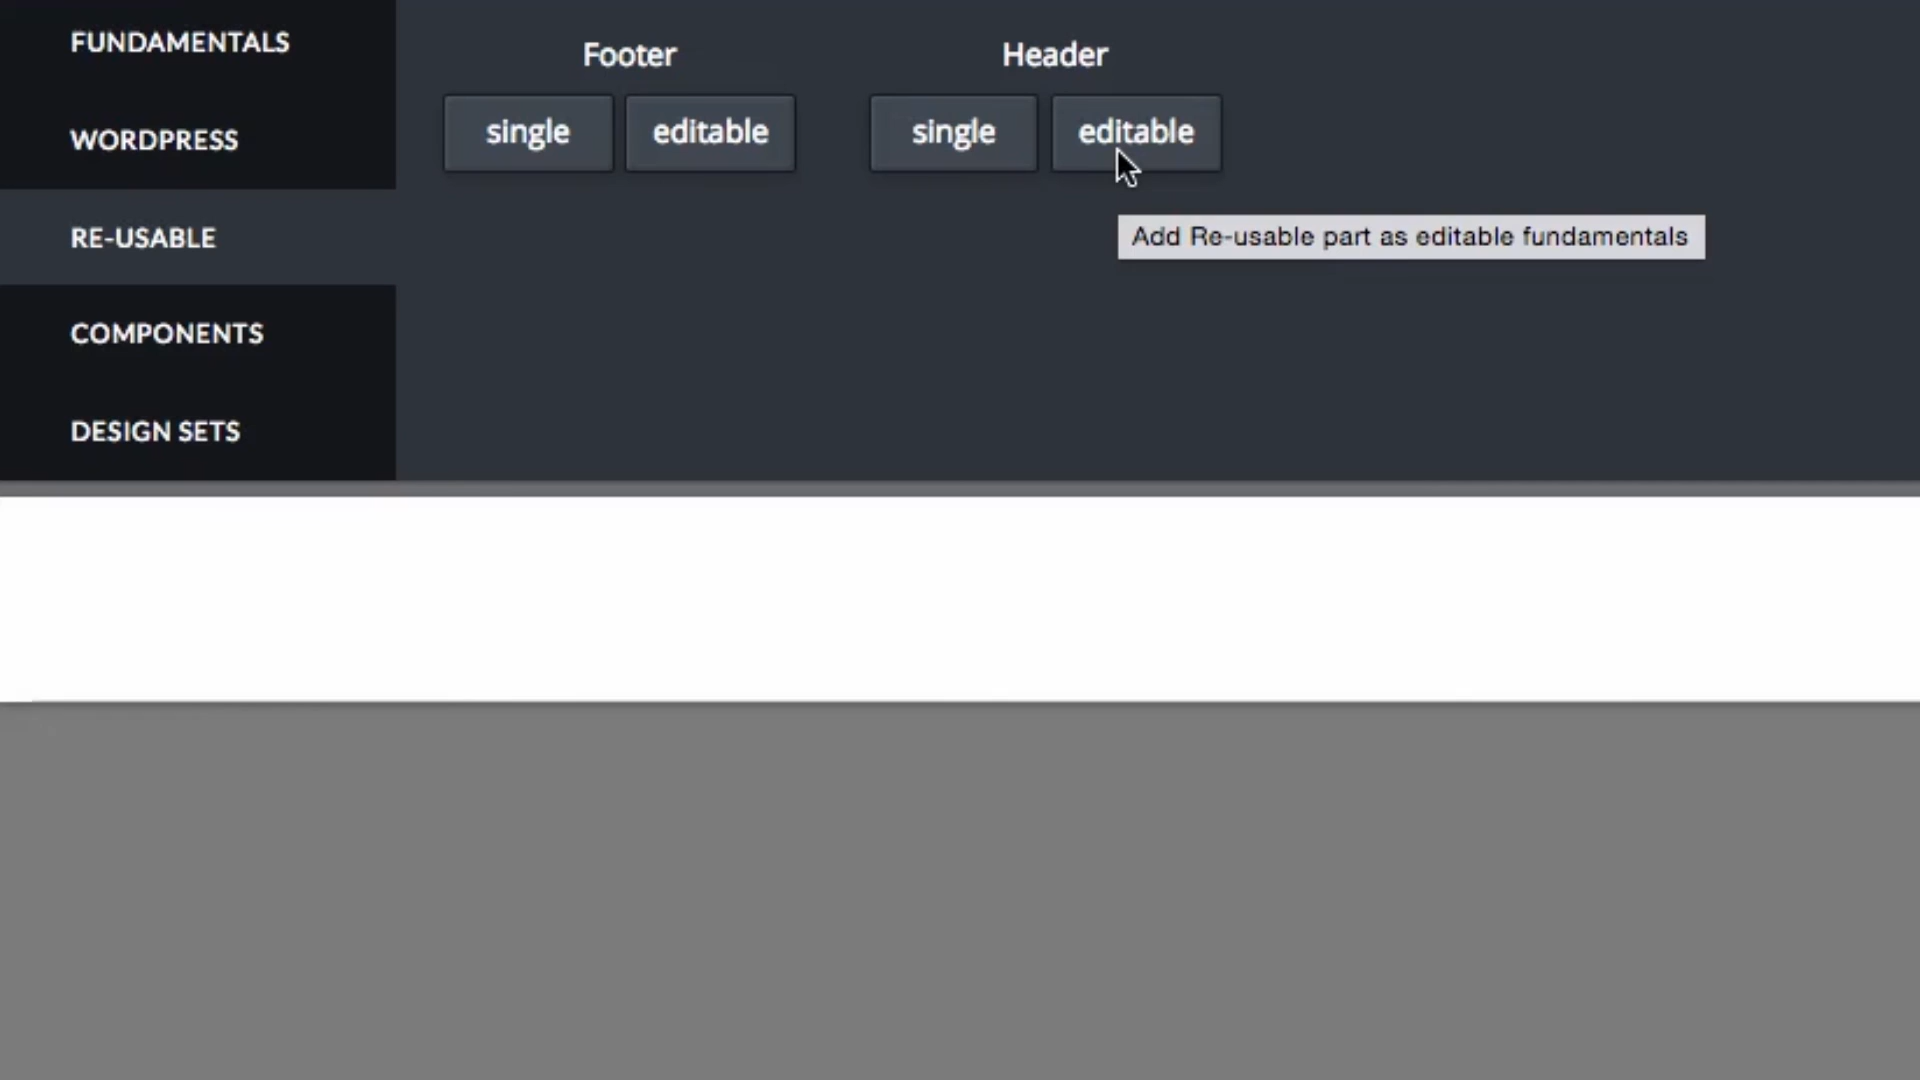 FUNDAMENTALS
WORDPRESS
RE-USABLE
COMPONENTS
DESIGN SETS
Footer
single editable
Header
single editable
Add Re-usable part as editable fundamentals